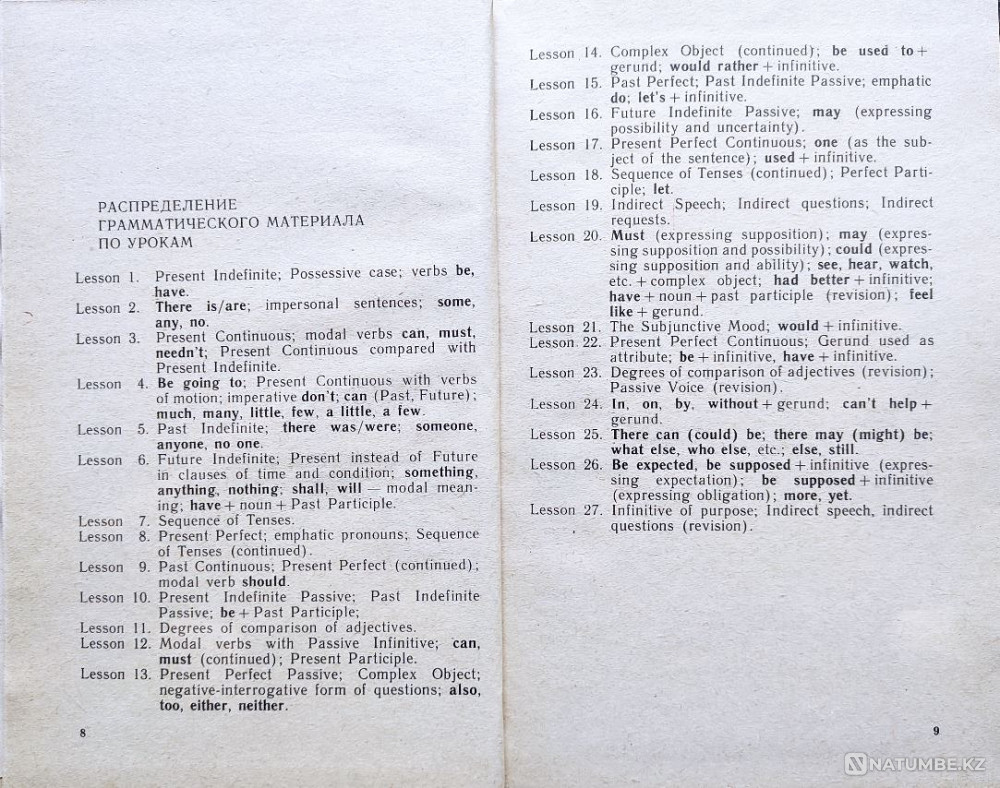 РАСПРЕДЕЛЕНИЕ
ГРАММАТИЧЕСКОГО МАТЕРИАЛА
ПО УРОКАМ
Lesson 1. Present Indefinite; Possessive case; verbs be,
have.
Lesson 2. There is/are; impersonal sentences; some,
any, no.
Lesson 3. Present Continuous; modal verbs can, must,
needn't; Present Continuous compared with
Present Indefinite.
Lesson 4. Be going to; Present Continuous with verbs
of motion; imperative don't; can (Past, Future);
much, many, little, few, a little, a few.
Lesson 5. Past Indefinite; there was/were; someone,
anyone, no one.
Lesson 6. Future Indefinite; Present instead of Future
in clauses of time and condition; something,
anything, nothing; shall, will — modal mean-
ing; have + noun + Past Participle.
Lesson 7. Sequence of Tenses.
Lesson 8. Present Perfect; emphatic pronouns; Sequence
of Tenses (continued).
Lesson 9. Past Continuous; Present Perfect (continued);
modal verb should.
Lesson 10. Present Indefinite Passive; Past Indefinite
Passive; be + Past Participle;
Lesson 11. Degrees of comparison of adjectives.
Lesson 12. Modal verbs with Passive Infinitive; can,
must (continued); Present Participle.
Lesson 13. Present Perfect Passive; Complex Object;
negative-interrogative form of questions; also,
too, either, neither.
8
Lesson 14. Complex Object (continued); be used to +
gerund; would rather + infinitive.
Lesson 15. Past Perfect; Past Indefinite Passive; emphatic
do; let's + infinitive.
Lesson 16. Future Indefinite Passive; may (expressing
possibility and uncertainty).
Lesson 17. Present Perfect Continuous; one (as the sub-
ject of the sentence); used + infinitive.
Lesson 18. Sequence of Tenses (continued); Perfect Parti-
ciple; let.
Lesson 19. Indirect Speech; Indirect questions; Indirect
requests.
Lesson 20. Must (expressing supposition); may (expres-
sing supposition and possibility); could (expres-
sing supposition and ability); see, hear, watch,
etc. + complex object; had better + infinitive;
have + noun + past participle (revision); feel
like + gerund.
Lesson 21. The Subjunctive Mood; would + infinitive.
Lesson 22. Present Perfect Continuous; Gerund used as
attribute; be + infinitive, have + infinitive.
Lesson 23. Degrees of comparison of adjectives (revision);
Passive Voice (revision).
Lesson 24. In, on, by, without + gerund; can't help +
gerund.
Lesson 25. There can (could) be; there may (might) be;
what else, who else, etc.; else, still.
Lesson 26. Be expected, be supposed + infinitive (expres-
sing expectation); be supposed + infinitive
(expressing obligation); more, yet.
Lesson 27. Infinitive of purpose; Indirect speech, indirect
questions (revision).
9
NATUMBE.KZ